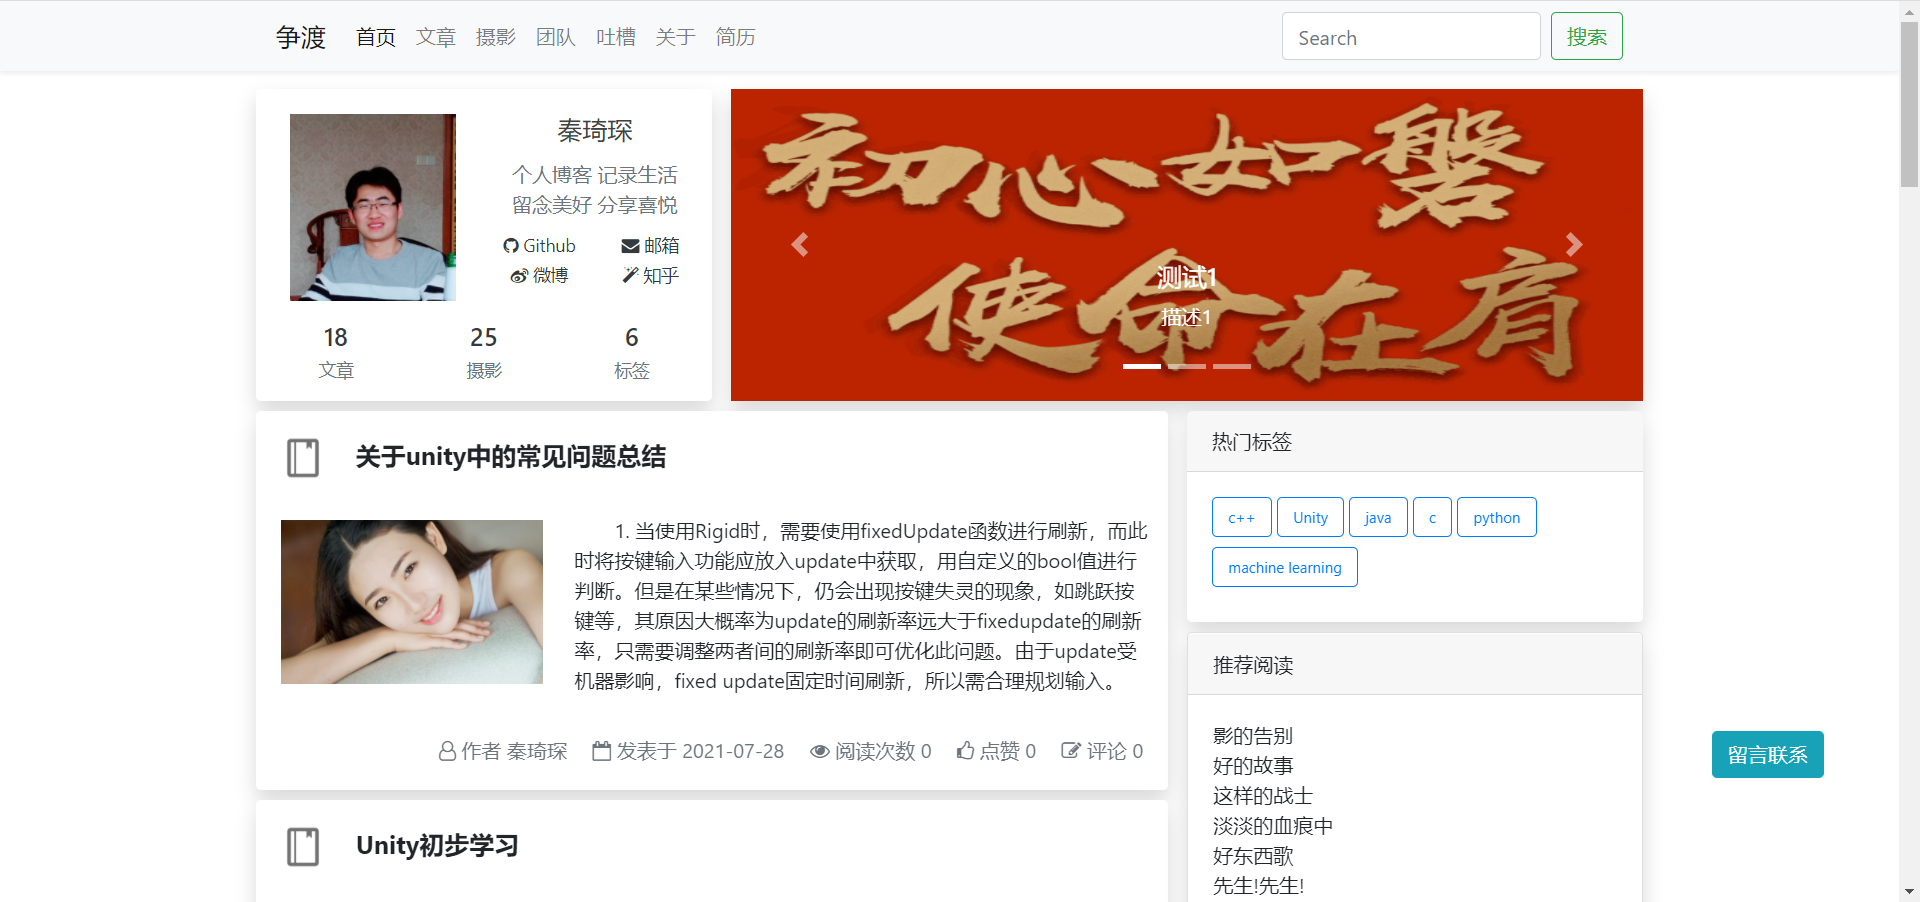 争渡 首页 文章 摄影 团队 吐槽 关于 简历 Search 搜索
秦琦琛
个人博客 记录生活
留念美好 分享喜悦
Github 邮箱
微博 知乎
18 25 6
文章 摄影 标签
初心如磐
使命在肩
测试1
描述1
关于unity中的常见问题总结
1. 当使用Rigid时，需要使用fixedUpdate函数进行刷新，而此
时将按键输入功能应放入update中获取，用自定义的bool值进行
判断。但是在某些情况下，仍会出现按键失灵的现象，如跳跃按
键等，其原因大概率为update的刷新率远大于fixedupdate的刷新
率，只需要调整两者间的刷新率即可优化此问题。由于update受
机器影响，fixed update固定时间刷新，所以需合理规划输入。
作者 秦琦琛 发表于 2021-07-28 阅读次数 0 点赞 0 评论 0
Unity初步学习
热门标签
c++ Unity java c python
machine learning
推荐阅读
影的告别
好的故事
这样的战士
淡淡的血痕中
好东西歌
先生!先生!
留言联系